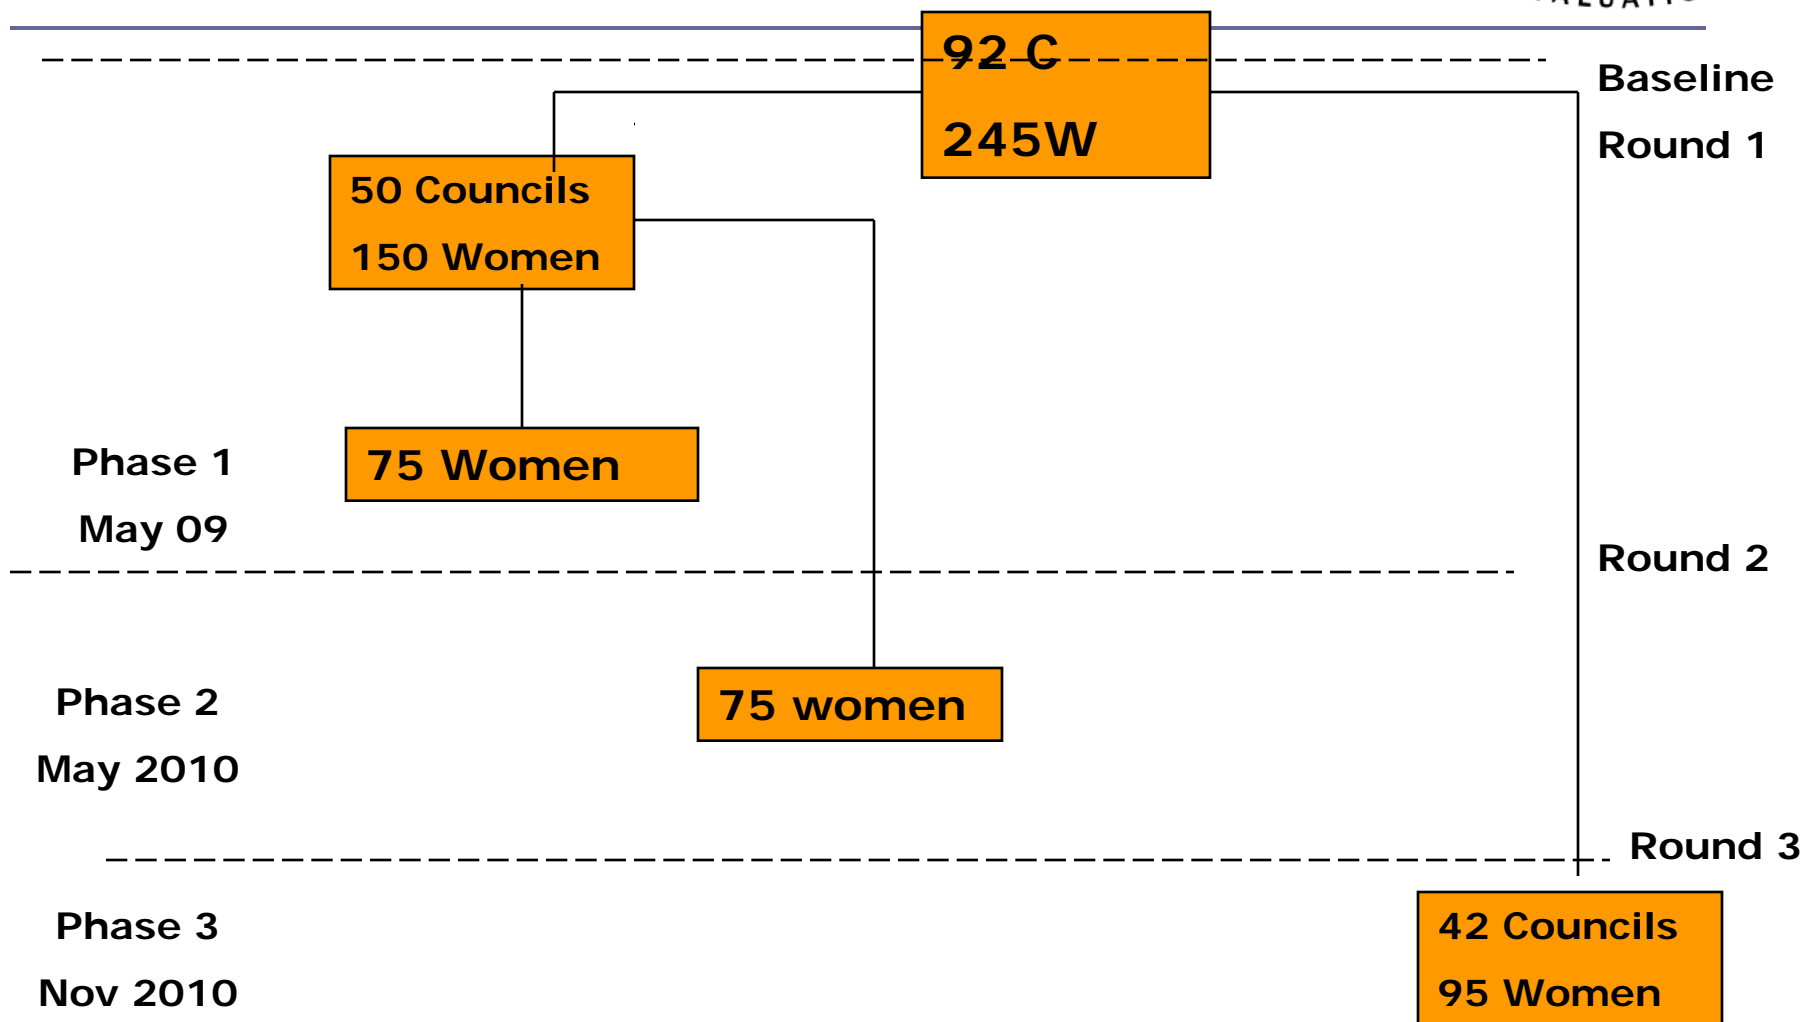 92 C
245W
Baseline
Round 1
50 Councils
150 Women
Phase 1
May 09
75 Women
Round 2
Phase 2
May 2010
75 women
Round 3
Phase 3
Nov 2010
42 Councils
95 Women